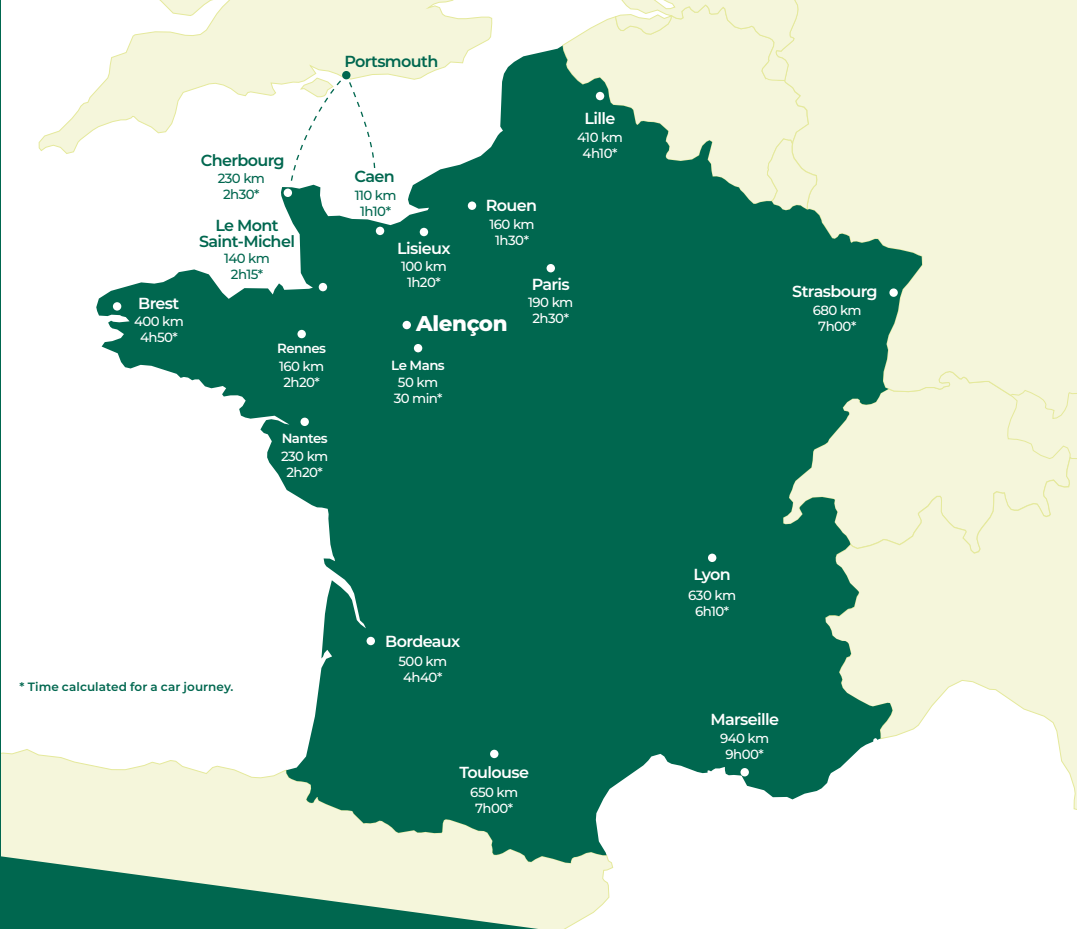 Portsmouth
Lille
410 km
4h10*
Cherbourg
230 km
2h30*
Caen
110 km
1h10*
Rouen
160 km
1h30*
Le Mont
Saint-Michel
140 km
2h15*
Lisieux
100 km
1h20*
Paris
190 km
2h30*
Strasbourg
680 km
7h00*
Brest
400 km
4h50*
Alençon
Rennes
160 km
2h20*
Le Mans
50 km
30 min*
Nantes
230 km
2h20*
Lyon
630 km
6h10*
Bordeaux
500 km
4h40*
* Time calculated for a car journey.
Marseille
940 km
9h00*
Toulouse
650 km
7h00*